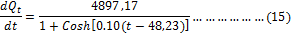 dQₜ/dt = 4897,17 / 1 + Cosh[0.10(t − 48,23)] … … … … … … (15)